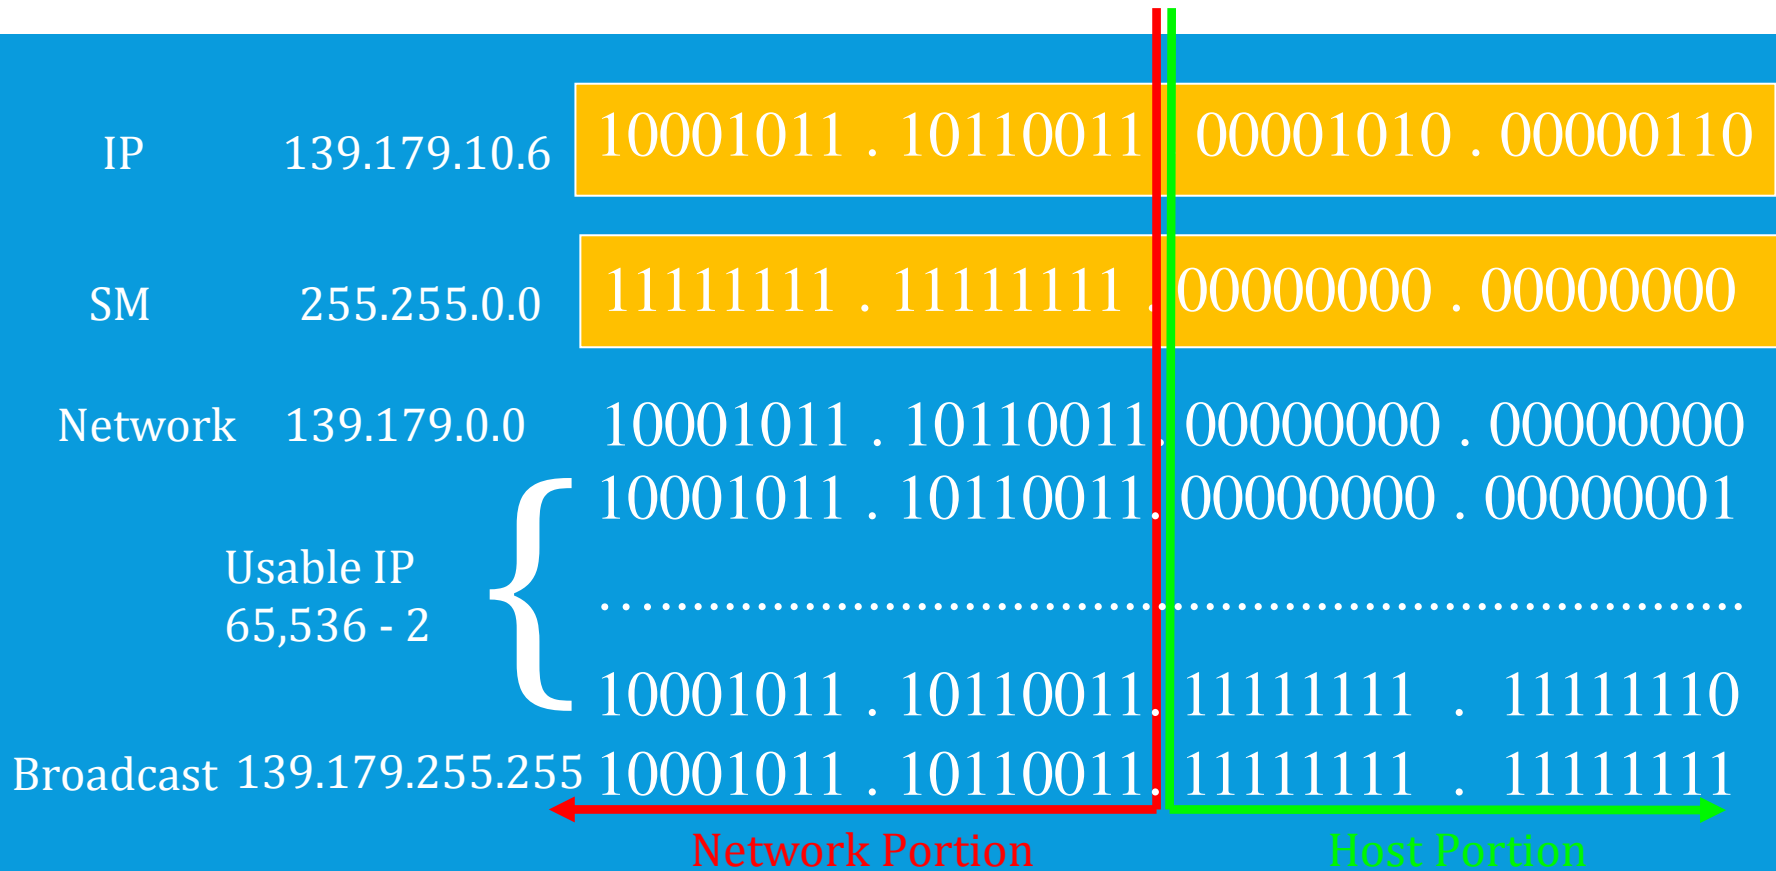 IP 139.179.10.6 10001011 . 10110011 00001010 . 00000110
SM 255.255.0.0 11111111 . 11111111 . 00000000 . 00000000
Network 139.179.0.0 10001011 . 10110011. 00000000 . 00000000
10001011 . 10110011. 00000000 . 00000001
Usable IP
65,536 - 2
{
......................................................................
10001011 . 10110011. 11111111 . 11111110
Broadcast 139.179.255.255 10001011 . 10110011. 11111111 . 11111111
Network Portion Host Portion